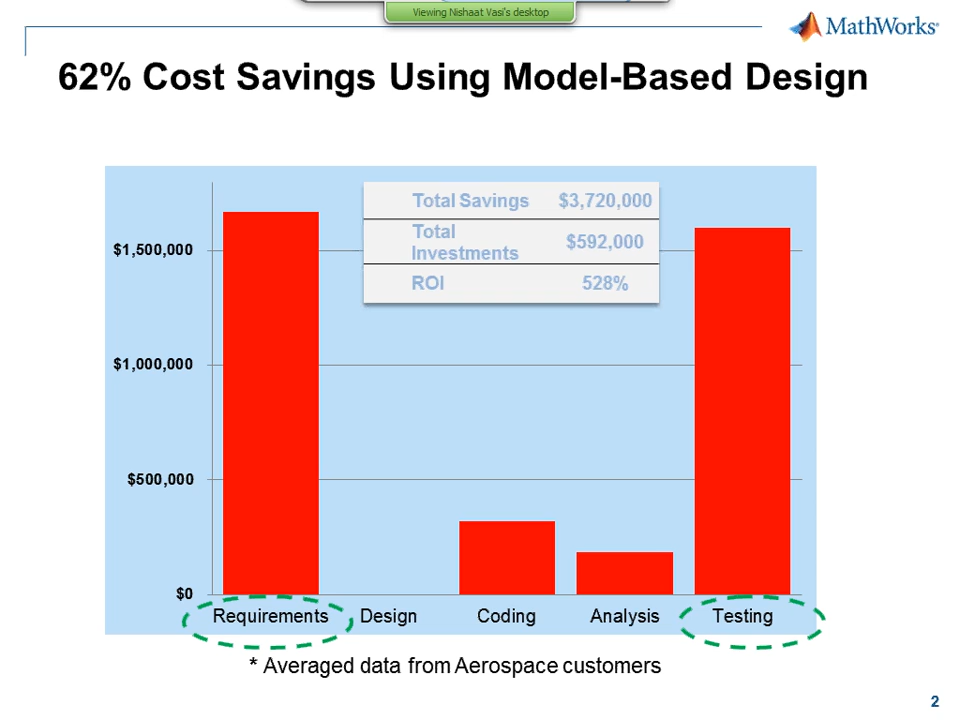 Viewing Nishaat Vasi's desktop
MathWorks®
62% Cost Savings Using Model-Based Design
Total Savings $3,720,000
Total
Investments $592,000
ROI 528%
$1,500,000
$1,000,000
$500,000
$0
Requirements Design Coding Analysis Testing
* Averaged data from Aerospace customers
2